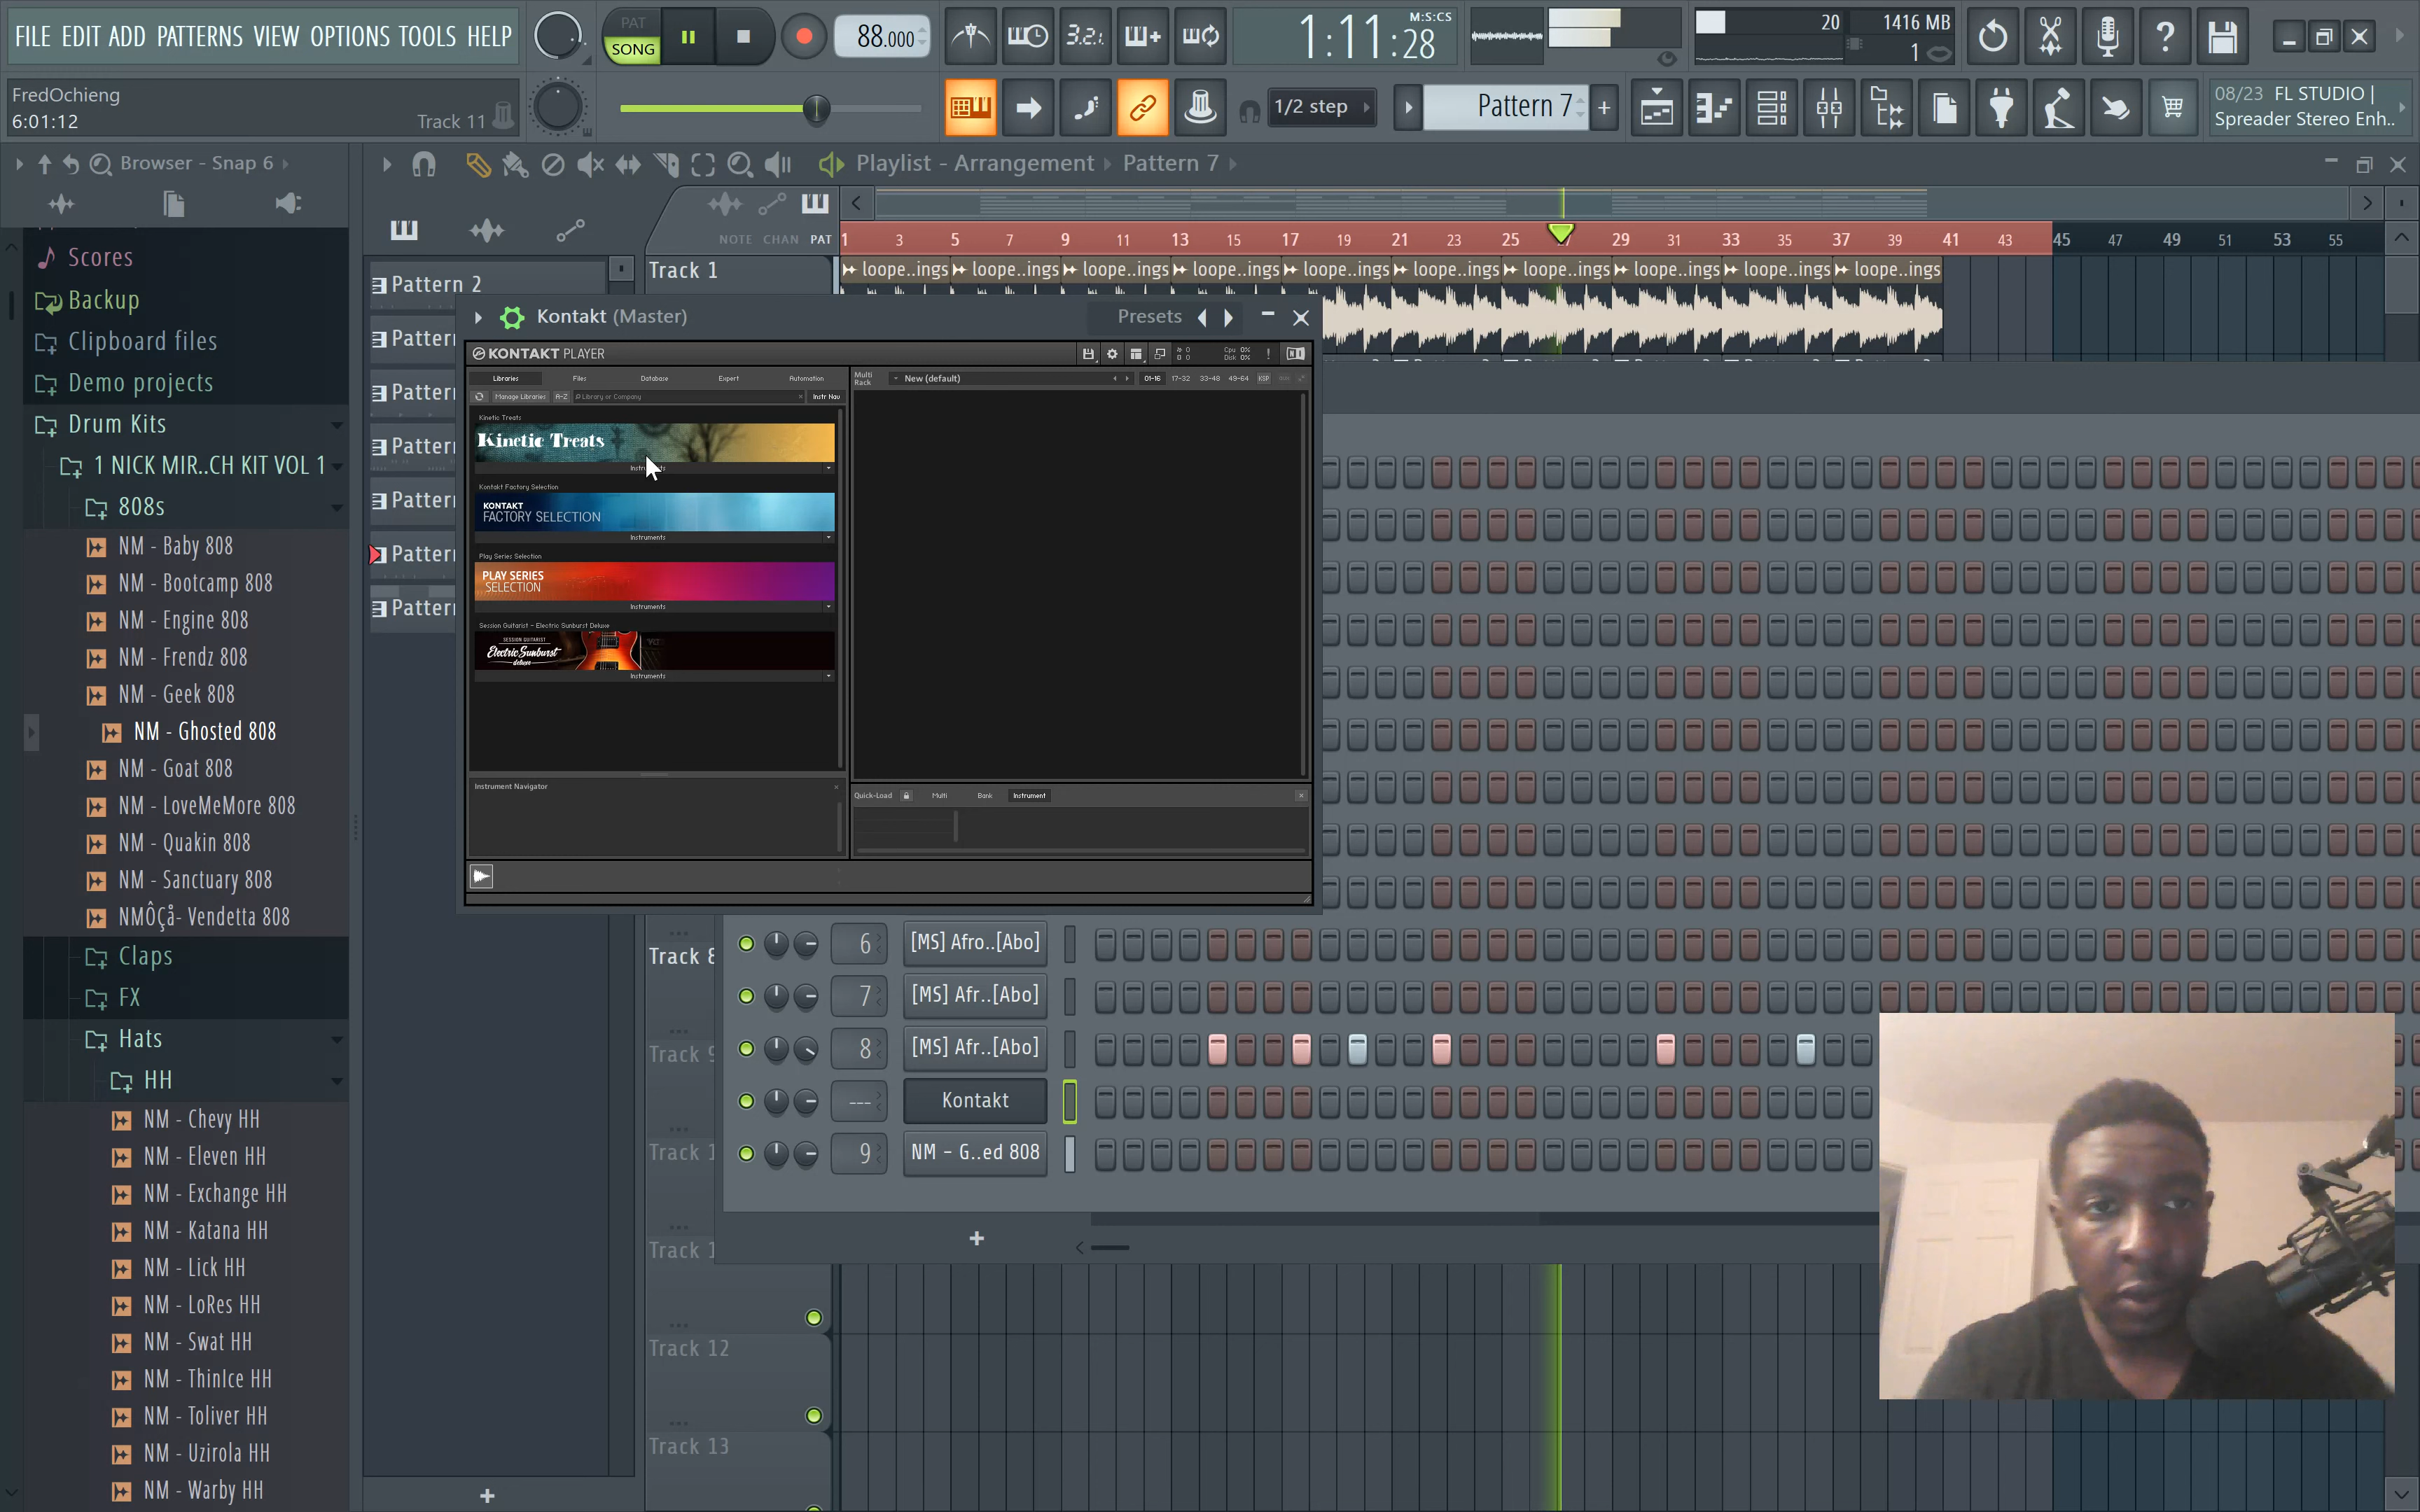 FILE EDIT ADD PATTERNS VIEW OPTIONS TOOLS HELP
PAT
SONG
88.000
3.2.
M:S:CS
1:11:28
20
1416 MB
1
FredOchieng
6:01:12
Track 11
1/2 step
Pattern 7
08/23 FL STUDIO |
Spreader Stereo Enh..
Browser - Snap 6
Playlist - Arrangement
Pattern 7
NOTE CHAN PAT
1 3 5 7 9 11 13 15 17 19 21 23 25 27 29 31 33 35 37 39 41 43 45 47 49 51 53 55
Scores
Backup
Clipboard files
Demo projects
Drum Kits
1 NICK MIR..CH KIT VOL 1
808s
NM - Baby 808
NM - Bootcamp 808
NM - Engine 808
NM - Frendz 808
NM - Geek 808
NM - Ghosted 808
NM - Goat 808
NM - LoveMeMore 808
NM - Quakin 808
NM - Sanctuary 808
NMÔÇå- Vendetta 808
Claps
FX
Hats
HH
NM - Chevy HH
NM - Eleven HH
NM - Exchange HH
NM - Katana HH
NM - Lick HH
NM - LoRes HH
NM - Swat HH
NM - ThinIce HH
NM - Toliver HH
NM - Uzirola HH
NM - Warby HH
Pattern 2
Pattern
Pattern
Pattern
Pattern
Pattern
Pattern
Track 1
loope..ings loope..ings loope..ings loope..ings loope..ings loope..ings loope..ings loope..ings loope..ings loope..ings
Kontakt (Master)
Presets
KONTAKT PLAYER
Cpu 0%
Disk 0%
Libraries Files Database Expert Automation
Manage Libraries A-Z Library or Company Instr Nav
Multi
Rack
New (default)
01-16 17-32 33-48 49-64 KSP
Kinetic Treats
Kinetic Treats
Kontakt Factory Selection
KONTAKT
FACTORY SELECTION
Instruments
Play Series Selection
PLAY SERIES
SELECTION
Instruments
Session Guitarist - Electric Sunburst Deluxe
SESSION GUITARIST
Electric Sunburst
deluxe
Instruments
Instrument Navigator
Quick-Load Multi Bank Instrument
Track 8
6 [MS] Afro..[Abo]
7 [MS] Afr..[Abo]
Track 9
8 [MS] Afr..[Abo]
--- Kontakt
Track 1
9 NM - G..ed 808
Track 1
Track 12
Track 13